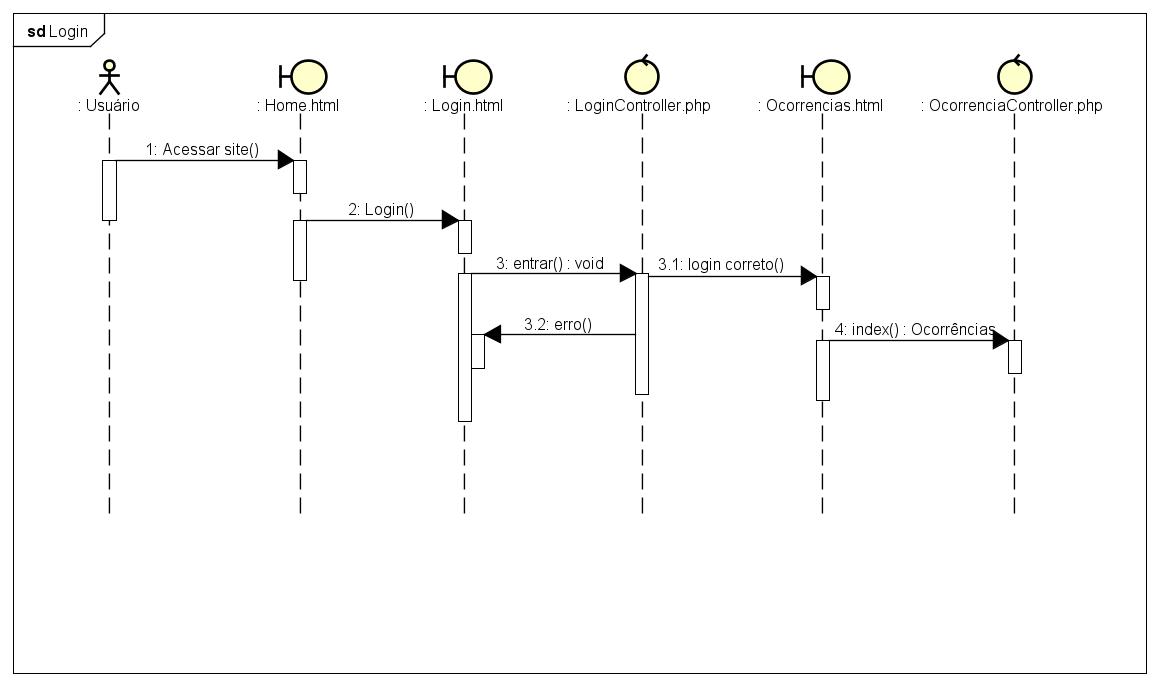 sd Login
: Usuário
: Home.html
: Login.html
: LoginController.php
: Ocorrencias.html
: OcorrenciaController.php
1: Acessar site()
2: Login()
3: entrar() : void
3.1: login correto()
3.2: erro()
4: index() : Ocorrências